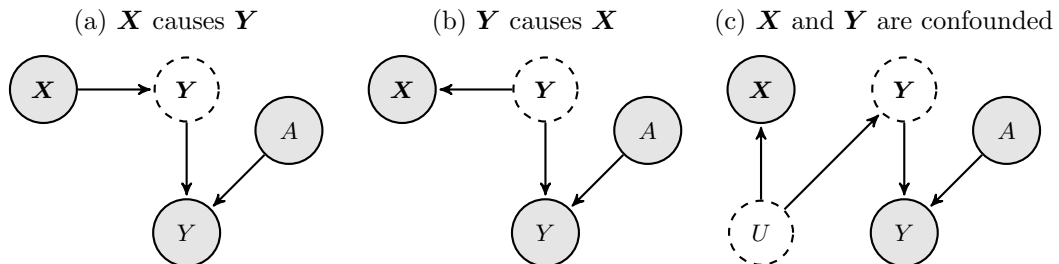 (a) X causes Y
(b) Y causes X
(c) X and Y are confounded
X
Y
A
Y
X
Y
A
Y
X
Y
A
U
Y